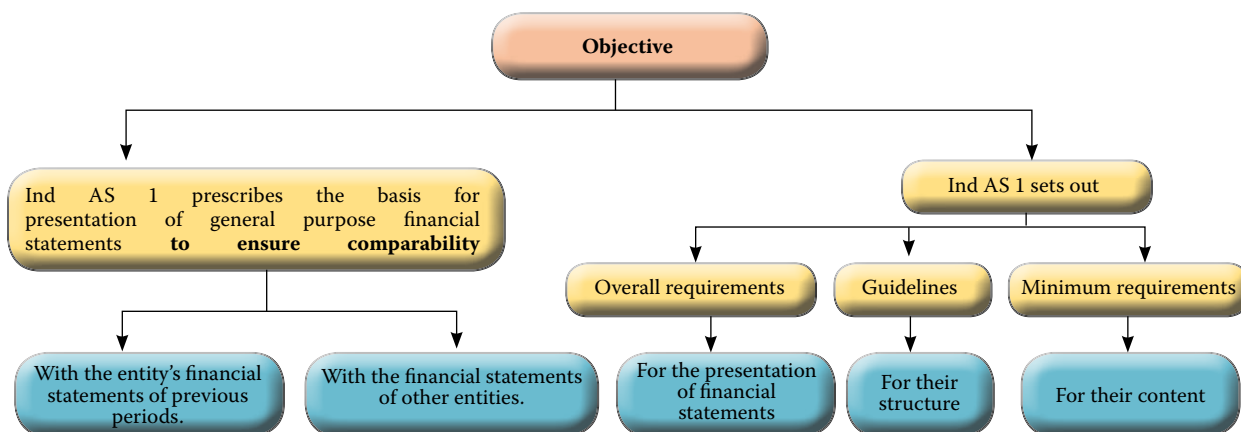 Objective
Ind AS 1 prescribes the basis for
presentation of general purpose financial
statements to ensure comparability
Ind AS 1 sets out
Overall requirements
Guidelines
Minimum requirements
With the entity’s financial
statements of previous
periods.
With the financial statements
of other entities.
For the presentation
of financial
statements
For their
structure
For their content